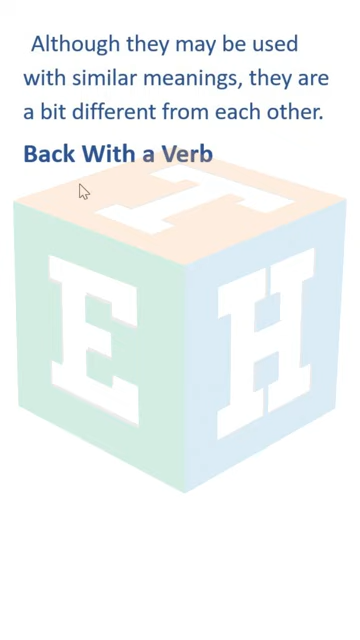 Although they may be used
with similar meanings, they are
a bit different from each other.
Back With a Verb
T
E H